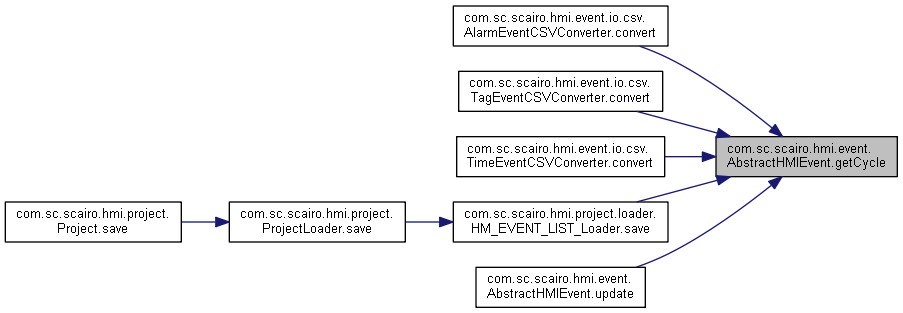 com.sc.scairo.hmi.event.io.csv.
AlarmEventCSVConverter.convert
com.sc.scairo.hmi.event.io.csv.
TagEventCSVConverter.convert
com.sc.scairo.hmi.event.io.csv.
TimeEventCSVConverter.convert
com.sc.scairo.hmi.event.
AbstractHMIEvent.getCycle
com.sc.scairo.hmi.project.
Project.save
com.sc.scairo.hmi.project.
ProjectLoader.save
com.sc.scairo.hmi.project.loader.
HM_EVENT_LIST_Loader.save
com.sc.scairo.hmi.event.
AbstractHMIEvent.update